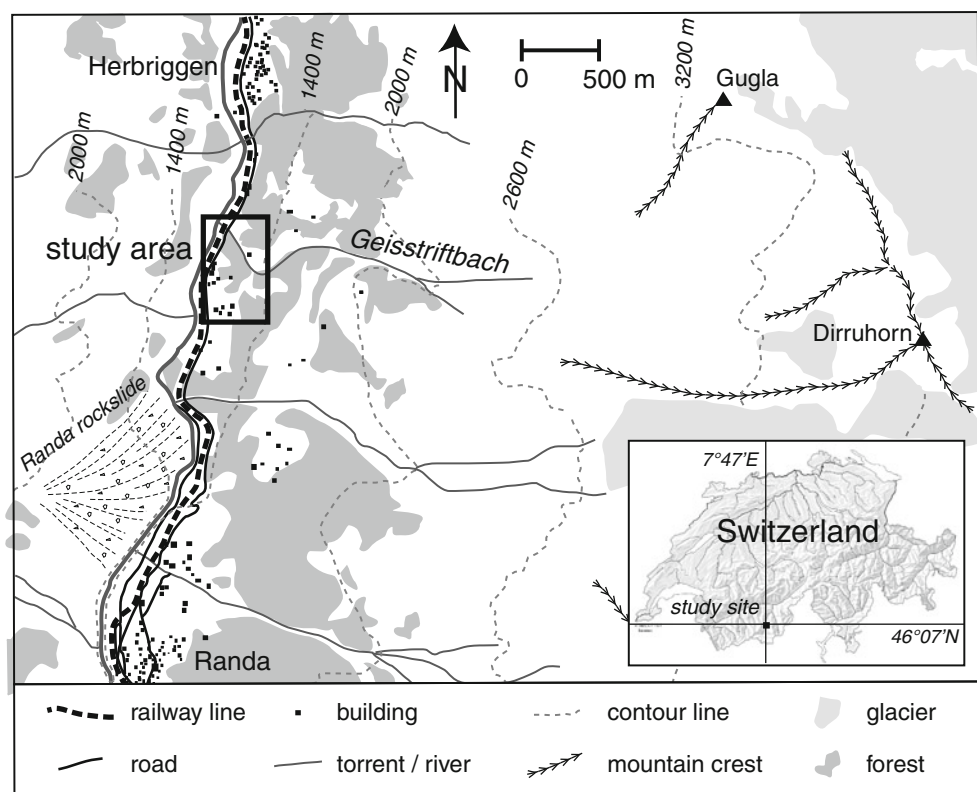 Herbriggen
1400 m
2000 m
N
0 500 m
3200 m
Gugla
2000 m
1400 m
2600 m
study area
Geisstriftbach
Dirruhorn
Randa rockslide
7°47'E
Switzerland
study site
46°07'N
Randa
railway line
building
contour line
glacier
road
torrent / river
mountain crest
forest